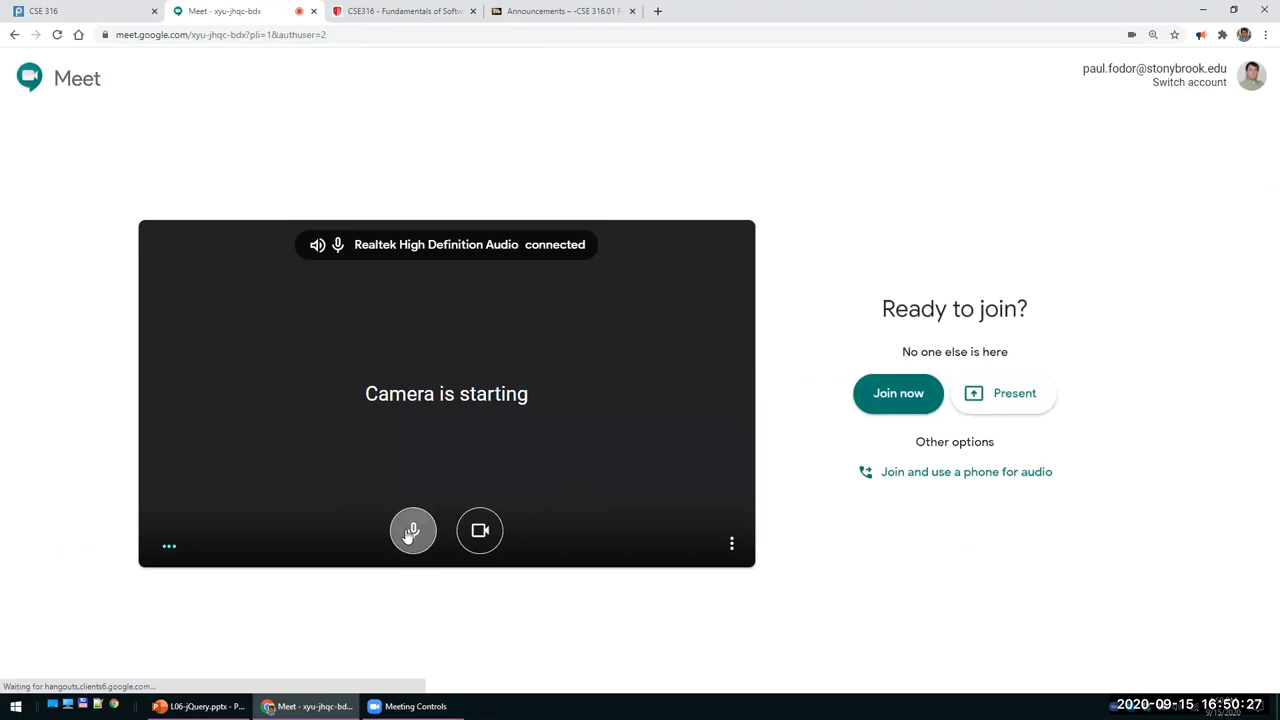 CSE 316
Meet - xyu-jhqc-bdx
CSE316 - Fundamentals of Softw
Announcements – -CSE 316.01 F
meet.google.com/xyu-jhqc-bdx?pli=1&authuser=2
Meet
paul.fodor@stonybrook.edu
Switch account
Realtek High Definition Audio connected
Camera is starting
Ready to join?
No one else is here
Join now
Present
Other options
Join and use a phone for audio
Waiting for hangouts.clients6.google.com...
L06-jQuery.pptx - P...
Meet - xyu-jhqc-bd...
Meeting Controls
2020-09-15 16:50:27
9/15/2020